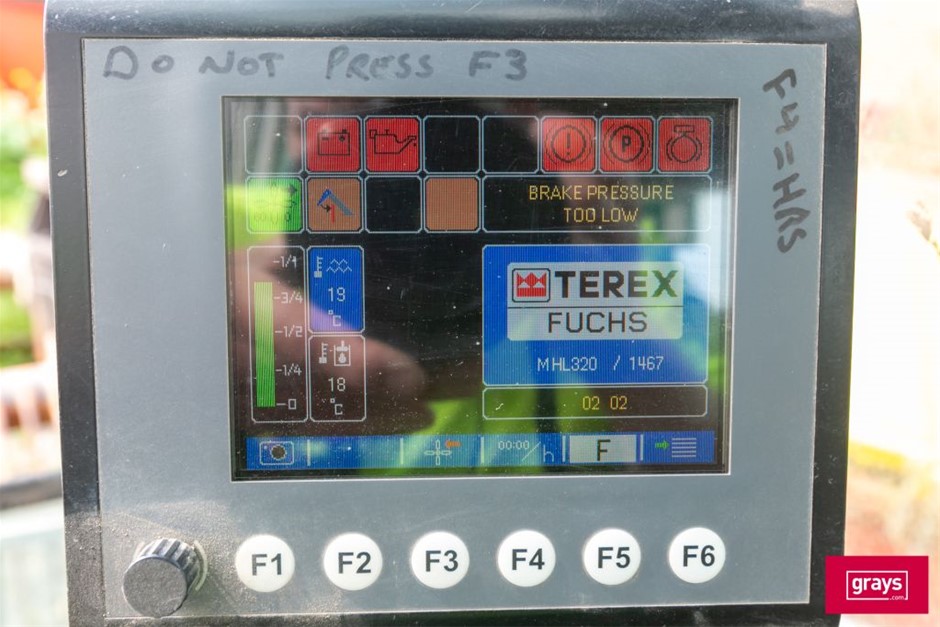 DO NOT PRESS F3
F4=HRS
P
BRAKE PRESSURE
TOO LOW
1/1
3/4
1/2
1/4
0
19
°C
18
°C
TEREX
FUCHS
MHL320 / 1467
02 02
00:00/h
F
F1 F2 F3 F4 F5 F6
grays
.com